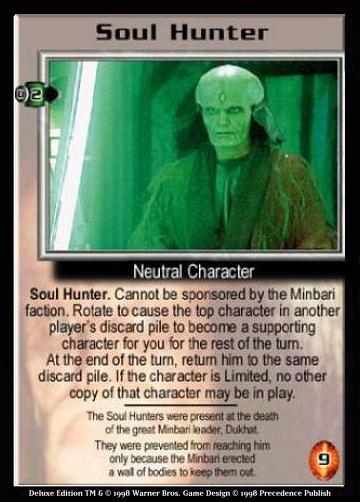 Soul Hunter
2
Neutral Character
Soul Hunter. Cannot be sponsored by the Minbari
faction. Rotate to cause the top character in another
player's discard pile to become a supporting
character for you for the rest of the turn.
At the end of the turn, return him to the same
discard pile. If the character is Limited, no other
copy of that character may be in play.
The Soul Hunters were present at the death
of the great Minbari leader, Dukhat.
They were prevented from reaching him
only because the Minbari erected
a wall of bodies to keep them out.
9
Deluxe Edition TM & © 1998 Warner Bros. Game Design © 1998 Precedence Publish